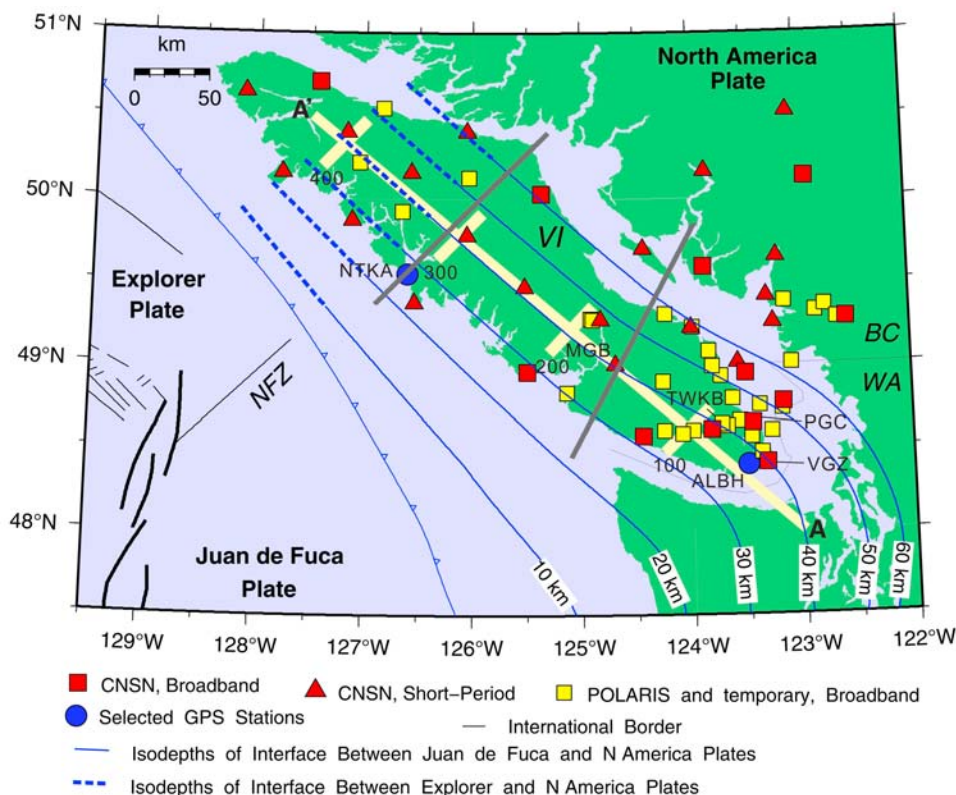 51°N
50°N
49°N
48°N
km
0 50
North America
Plate
A'
400
VI
NTKA
300
Explorer
Plate
MGB
200
BC
WA
NFZ
TWKB
PGC
100
VGZ
ALBH
A
Juan de Fuca
Plate
10 km
20 km
30 km
40 km
50 km
60 km
129°W 128°W 127°W 126°W 125°W 124°W 123°W 122°W
CNSN, Broadband
CNSN, Short–Period
POLARIS and temporary, Broadband
Selected GPS Stations
International Border
Isodepths of Interface Between Juan de Fuca and N America Plates
Isodepths of Interface Between Explorer and N America Plates